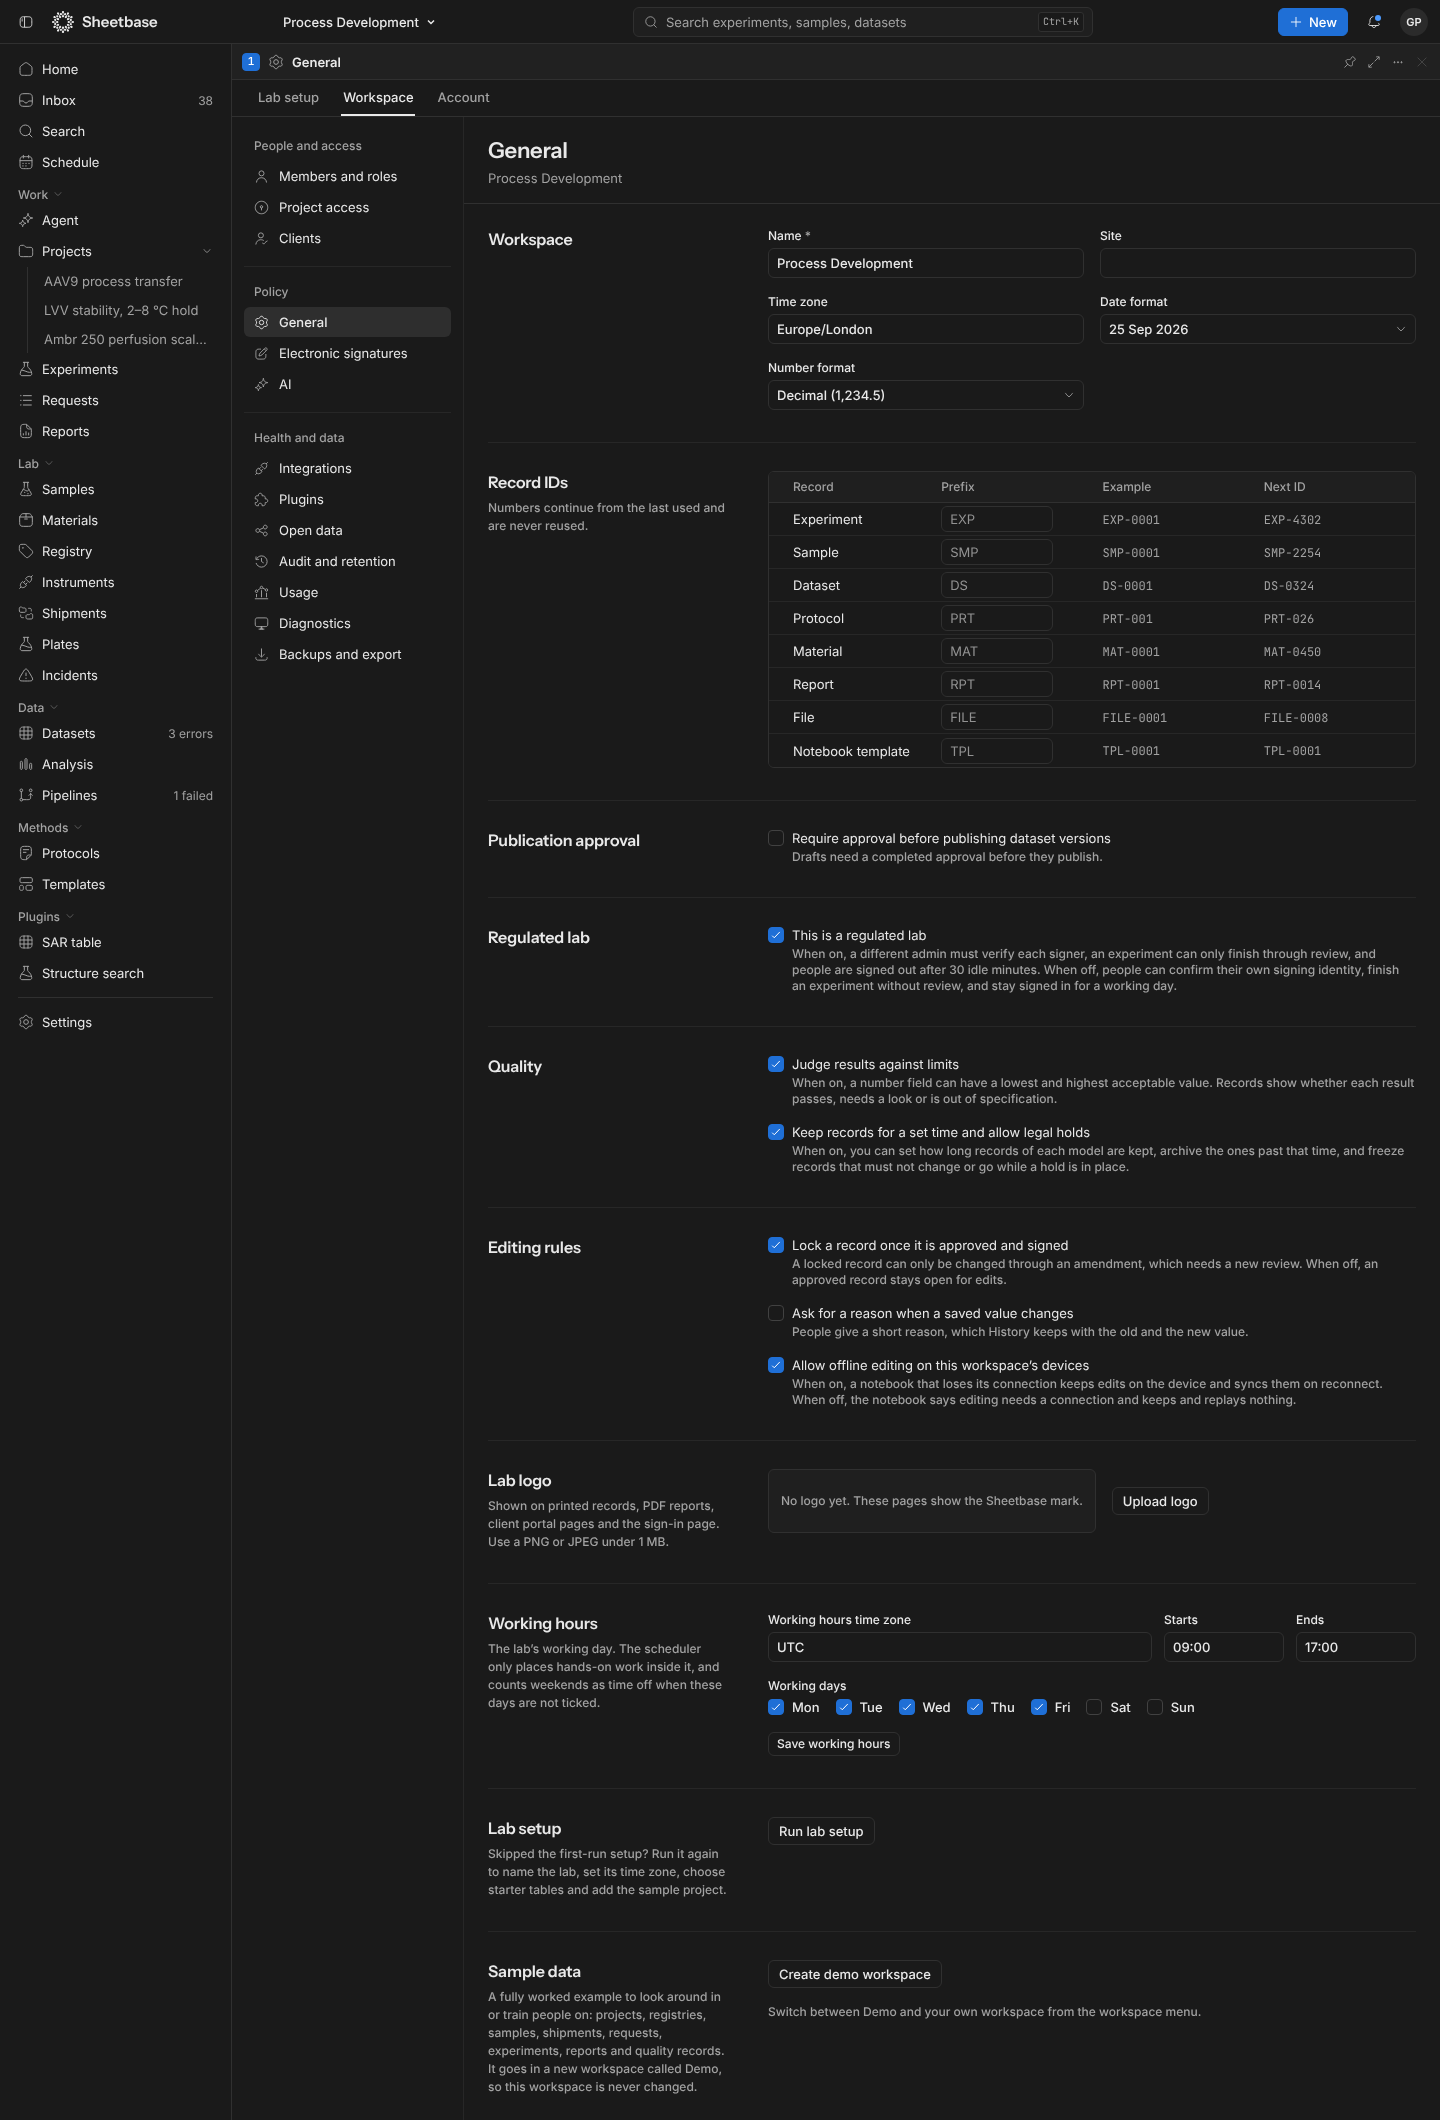 Sheetbase
Process Development
Search experiments, samples, datasets
Ctrl+K
New
GP
Home
Inbox 38
Search
Schedule
Work
Agent
Projects
AAV9 process transfer
LVV stability, 2–8 °C hold
Ambr 250 perfusion scal...
Experiments
Requests
Reports
Lab
Samples
Materials
Registry
Instruments
Shipments
Plates
Incidents
Data
Datasets 3 errors
Analysis
Pipelines 1 failed
Methods
Protocols
Templates
Plugins
SAR table
Structure search
Settings
1 General
Lab setup Workspace Account
People and access
Members and roles
Project access
Clients
Policy
General
Electronic signatures
AI
Health and data
Integrations
Plugins
Open data
Audit and retention
Usage
Diagnostics
Backups and export
General
Process Development
Workspace
Name * Site
Process Development
Time zone Date format
Europe/London 25 Sep 2026
Number format
Decimal (1,234.5)
Record IDs
Numbers continue from the last used and
are never reused.
Record Prefix Example Next ID
Experiment EXP EXP-0001 EXP-4302
Sample SMP SMP-0001 SMP-2254
Dataset DS DS-0001 DS-0324
Protocol PRT PRT-001 PRT-026
Material MAT MAT-0001 MAT-0450
Report RPT RPT-0001 RPT-0014
File FILE FILE-0001 FILE-0008
Notebook template TPL TPL-0001 TPL-0001
Publication approval
Require approval before publishing dataset versions
Drafts need a completed approval before they publish.
Regulated lab
This is a regulated lab
When on, a different admin must verify each signer, an experiment can only finish through review, and
people are signed out after 30 idle minutes. When off, people can confirm their own signing identity, finish
an experiment without review, and stay signed in for a working day.
Quality
Judge results against limits
When on, a number field can have a lowest and highest acceptable value. Records show whether each result
passes, needs a look or is out of specification.
Keep records for a set time and allow legal holds
When on, you can set how long records of each model are kept, archive the ones past that time, and freeze
records that must not change or go while a hold is in place.
Editing rules
Lock a record once it is approved and signed
A locked record can only be changed through an amendment, which needs a new review. When off, an
approved record stays open for edits.
Ask for a reason when a saved value changes
People give a short reason, which History keeps with the old and the new value.
Allow offline editing on this workspace's devices
When on, a notebook that loses its connection keeps edits on the device and syncs them on reconnect.
When off, the notebook says editing needs a connection and keeps and replays nothing.
Lab logo
Shown on printed records, PDF reports,
client portal pages and the sign-in page.
Use a PNG or JPEG under 1 MB.
No logo yet. These pages show the Sheetbase mark.
Upload logo
Working hours
The lab's working day. The scheduler
only places hands-on work inside it, and
counts weekends as time off when these
days are not ticked.
Working hours time zone Starts Ends
UTC 09:00 17:00
Working days
Mon Tue Wed Thu Fri Sat Sun
Save working hours
Lab setup
Skipped the first-run setup? Run it again
to name the lab, set its time zone, choose
starter tables and add the sample project.
Run lab setup
Sample data
A fully worked example to look around in
or train people on: projects, registries,
samples, shipments, requests,
experiments, reports and quality records.
It goes in a new workspace called Demo,
so this workspace is never changed.
Create demo workspace
Switch between Demo and your own workspace from the workspace menu.